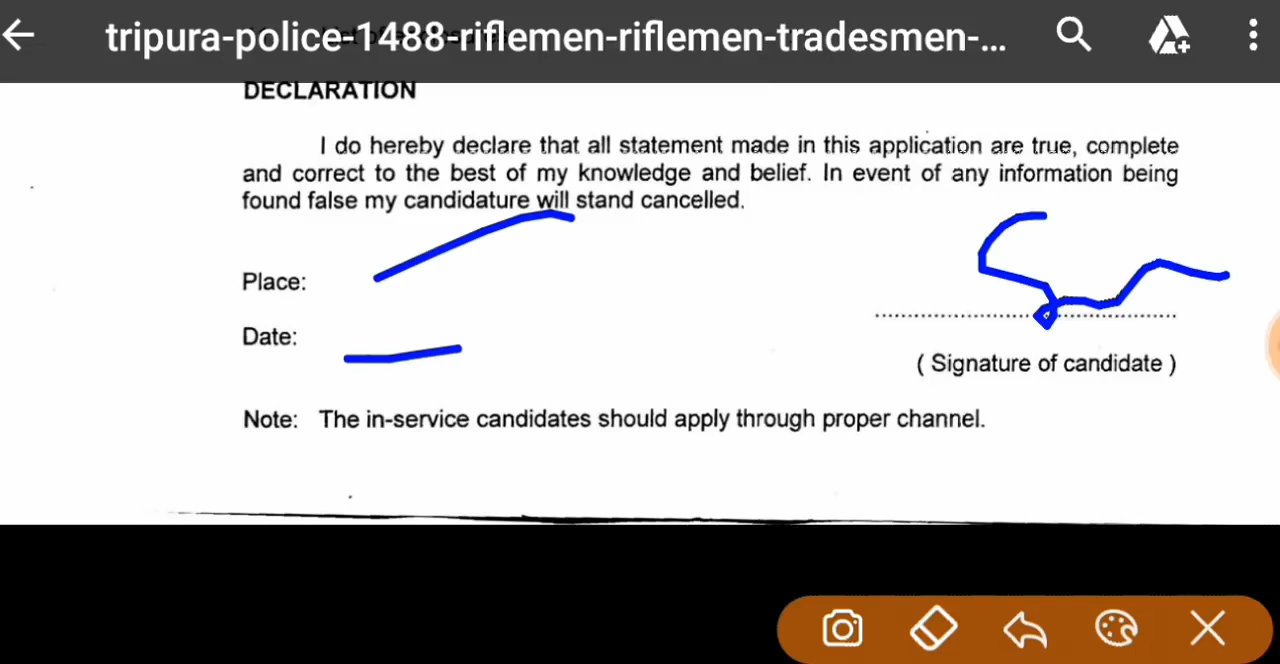 tripura-police-1488-riflemen-riflemen-tradesmen-...
DECLARATION
I do hereby declare that all statement made in this application are true, complete
and correct to the best of my knowledge and belief. In event of any information being
found false my candidature will stand cancelled.
Place:
Date:
( Signature of candidate )
Note: The in-service candidates should apply through proper channel.